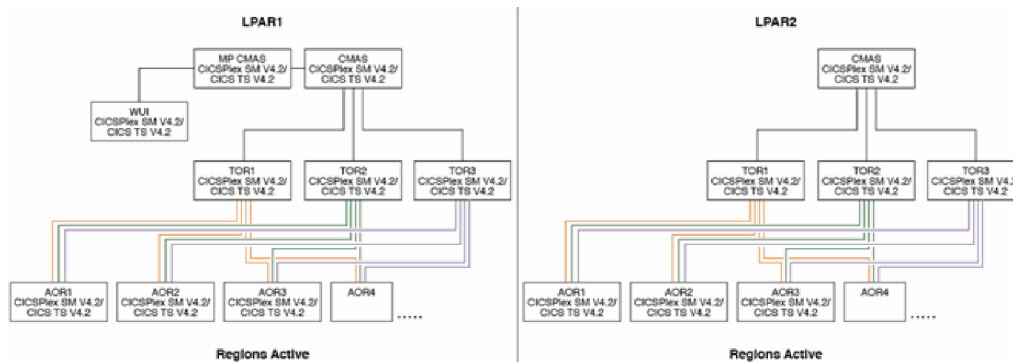 LPAR1
MP CMAS
CICSPlex SM V4.2/
CICS TS V4.2
CMAS
CICSPlex SM V4.2/
CICS TS V4.2
WUI
CICSPlex SM V4.2/
CICS TS V4.2
TOR1
CICSPlex SM V4.2/
CICS TS V4.2
TOR2
CICSPlex SM V4.2/
CICS TS V4.2
TOR3
CICSPlex SM V4.2/
CICS TS V4.2
AOR1
CICSPlex SM V4.2/
CICS TS V4.2
AOR2
CICSPlex SM V4.2/
CICS TS V4.2
AOR3
CICSPlex SM V4.2/
CICS TS V4.2
AOR4
.....
Regions Active
LPAR2
CMAS
CICSPlex SM V4.2/
CICS TS V4.2
TOR1
CICSPlex SM V4.2/
CICS TS V4.2
TOR2
CICSPlex SM V4.2/
CICS TS V4.2
TOR3
CICSPlex SM V4.2/
CICS TS V4.2
AOR1
CICSPlex SM V4.2/
CICS TS V4.2
AOR2
CICSPlex SM V4.2/
CICS TS V4.2
AOR3
CICSPlex SM V4.2/
CICS TS V4.2
AOR4
.....
Regions Active